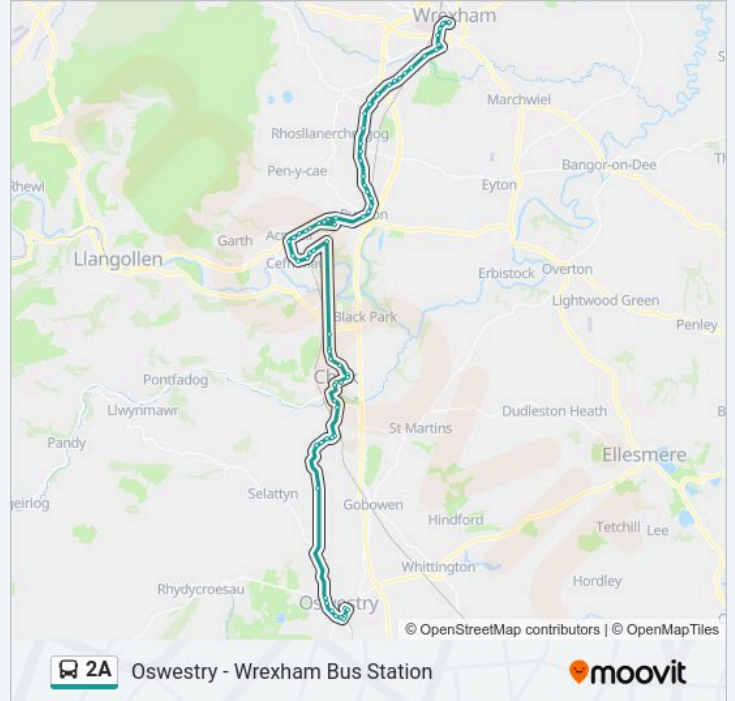 Wrexham
Marchwiel
Rhosllanerchrugog
Bangor-on-Dee
Pen-y-cae
Rhewl
Eyton
Garth
Llangollen
Erbistock
Overton
Lightwood Green
Black Park
Penley
Pontfadog
Llwynmawr
Dudleston Heath
Pandy
St Martins
Ellesmere
Selattyn
Gobowen
Hindford
Tetchill
Lee
Whittington
Hordley
Rhydycroesau
Oswestry
© OpenStreetMap contributors | © OpenMapTiles
2A Oswestry - Wrexham Bus Station
moovit